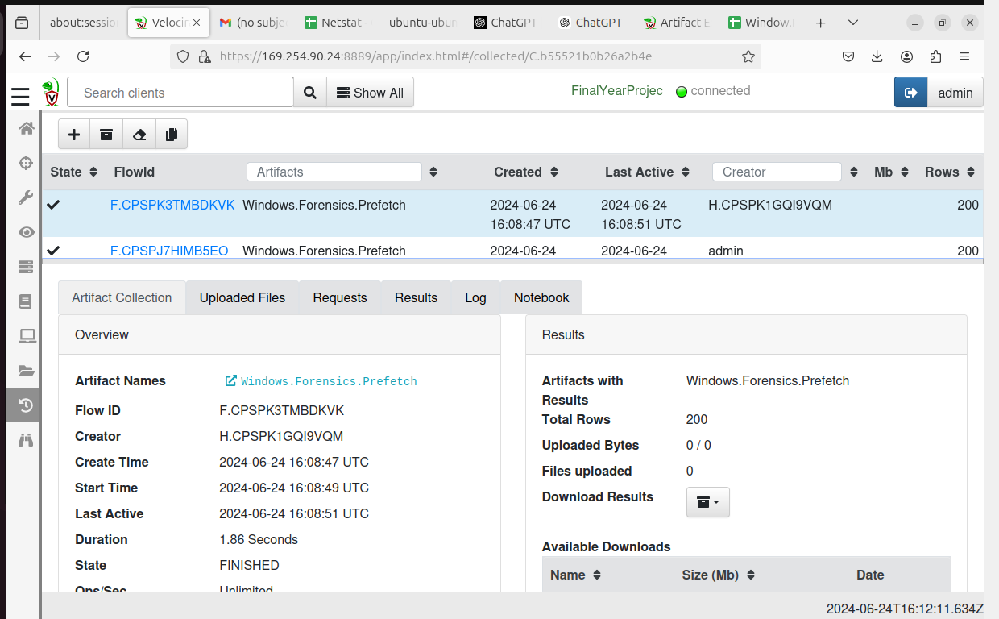 about:sessio
Velocir
(no subje
Netstat -
ubuntu-ubun
ChatGPT
ChatGPT
Artifact E
Window.F
https://169.254.90.24:8889/app/index.html#/collected/C.b55521b0b26a2b4e
Search clients
Show All
FinalYearProjec
connected
admin
State FlowId Artifacts Created Last Active Creator Mb Rows
F.CPSPK3TMBDKVK Windows.Forensics.Prefetch 2024-06-24 2024-06-24 H.CPSPK1GQI9VQM 200
16:08:47 UTC 16:08:51 UTC
F.CPSPJ7HIMB5EO Windows.Forensics.Prefetch 2024-06-24 2024-06-24 admin 200
Artifact Collection Uploaded Files Requests Results Log Notebook
Overview
Artifact Names Windows.Forensics.Prefetch
Flow ID F.CPSPK3TMBDKVK
Creator H.CPSPK1GQI9VQM
Create Time 2024-06-24 16:08:47 UTC
Start Time 2024-06-24 16:08:49 UTC
Last Active 2024-06-24 16:08:51 UTC
Duration 1.86 Seconds
State FINISHED
Ops/Sec Unlimited
Results
Artifacts with Windows.Forensics.Prefetch
Results
Total Rows 200
Uploaded Bytes 0 / 0
Files uploaded 0
Download Results
Available Downloads
Name Size (Mb) Date
2024-06-24T16:12:11.634Z